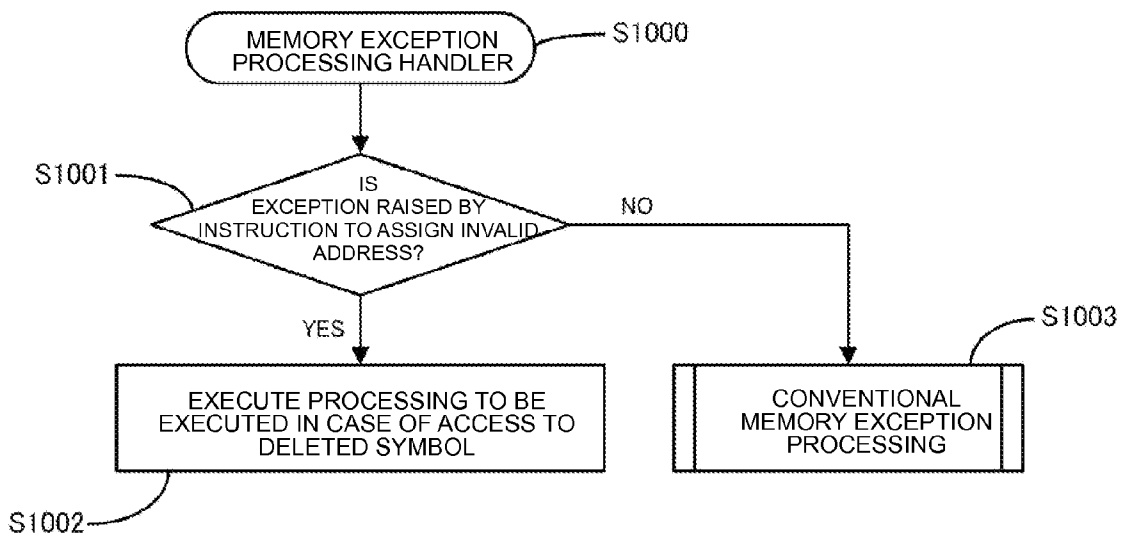 MEMORY EXCEPTION
PROCESSING HANDLER
S1000
S1001
IS
EXCEPTION RAISED BY
INSTRUCTION TO ASSIGN INVALID
ADDRESS?
NO
YES
S1003
EXECUTE PROCESSING TO BE
EXECUTED IN CASE OF ACCESS TO
DELETED SYMBOL
CONVENTIONAL
MEMORY EXCEPTION
PROCESSING
S1002